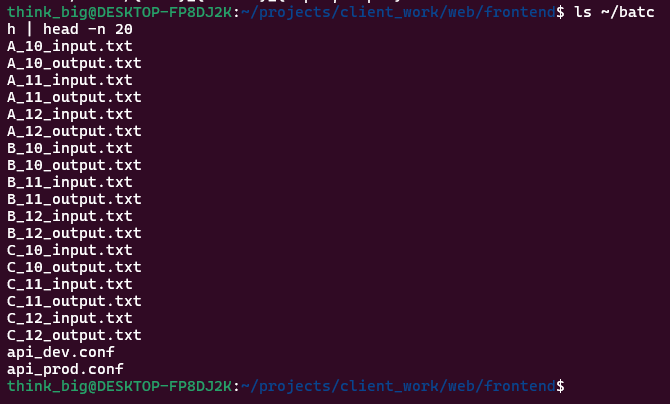 think_big@DESKTOP-FP8DJ2K:~/projects/client_work/web/frontend$ ls ~/batc
h | head -n 20
A_10_input.txt
A_10_output.txt
A_11_input.txt
A_11_output.txt
A_12_input.txt
A_12_output.txt
B_10_input.txt
B_10_output.txt
B_11_input.txt
B_11_output.txt
B_12_input.txt
B_12_output.txt
C_10_input.txt
C_10_output.txt
C_11_input.txt
C_11_output.txt
C_12_input.txt
C_12_output.txt
api_dev.conf
api_prod.conf
think_big@DESKTOP-FP8DJ2K:~/projects/client_work/web/frontend$